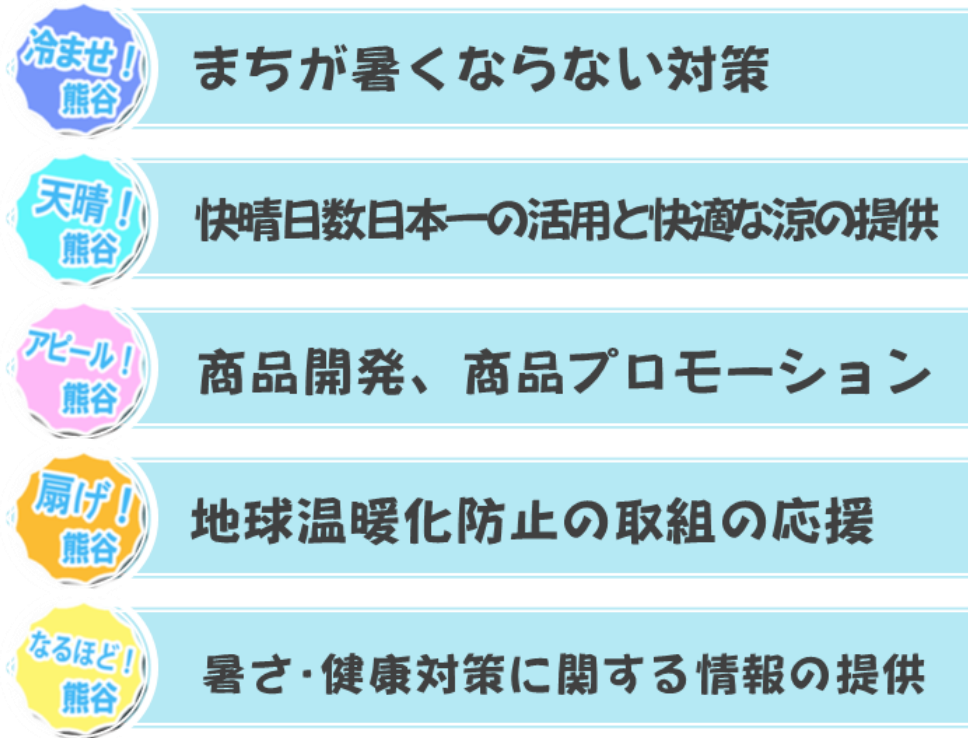 冷ませ!
熊谷
まちが暑くならない対策
天晴!
熊谷
快晴日数日本一の活用と快適な涼の提供
アピール!
熊谷
商品開発、商品プロモーション
扇げ!
熊谷
地球温暖化防止の取組の応援
なるほど!
熊谷
暑さ・健康対策に関する情報の提供